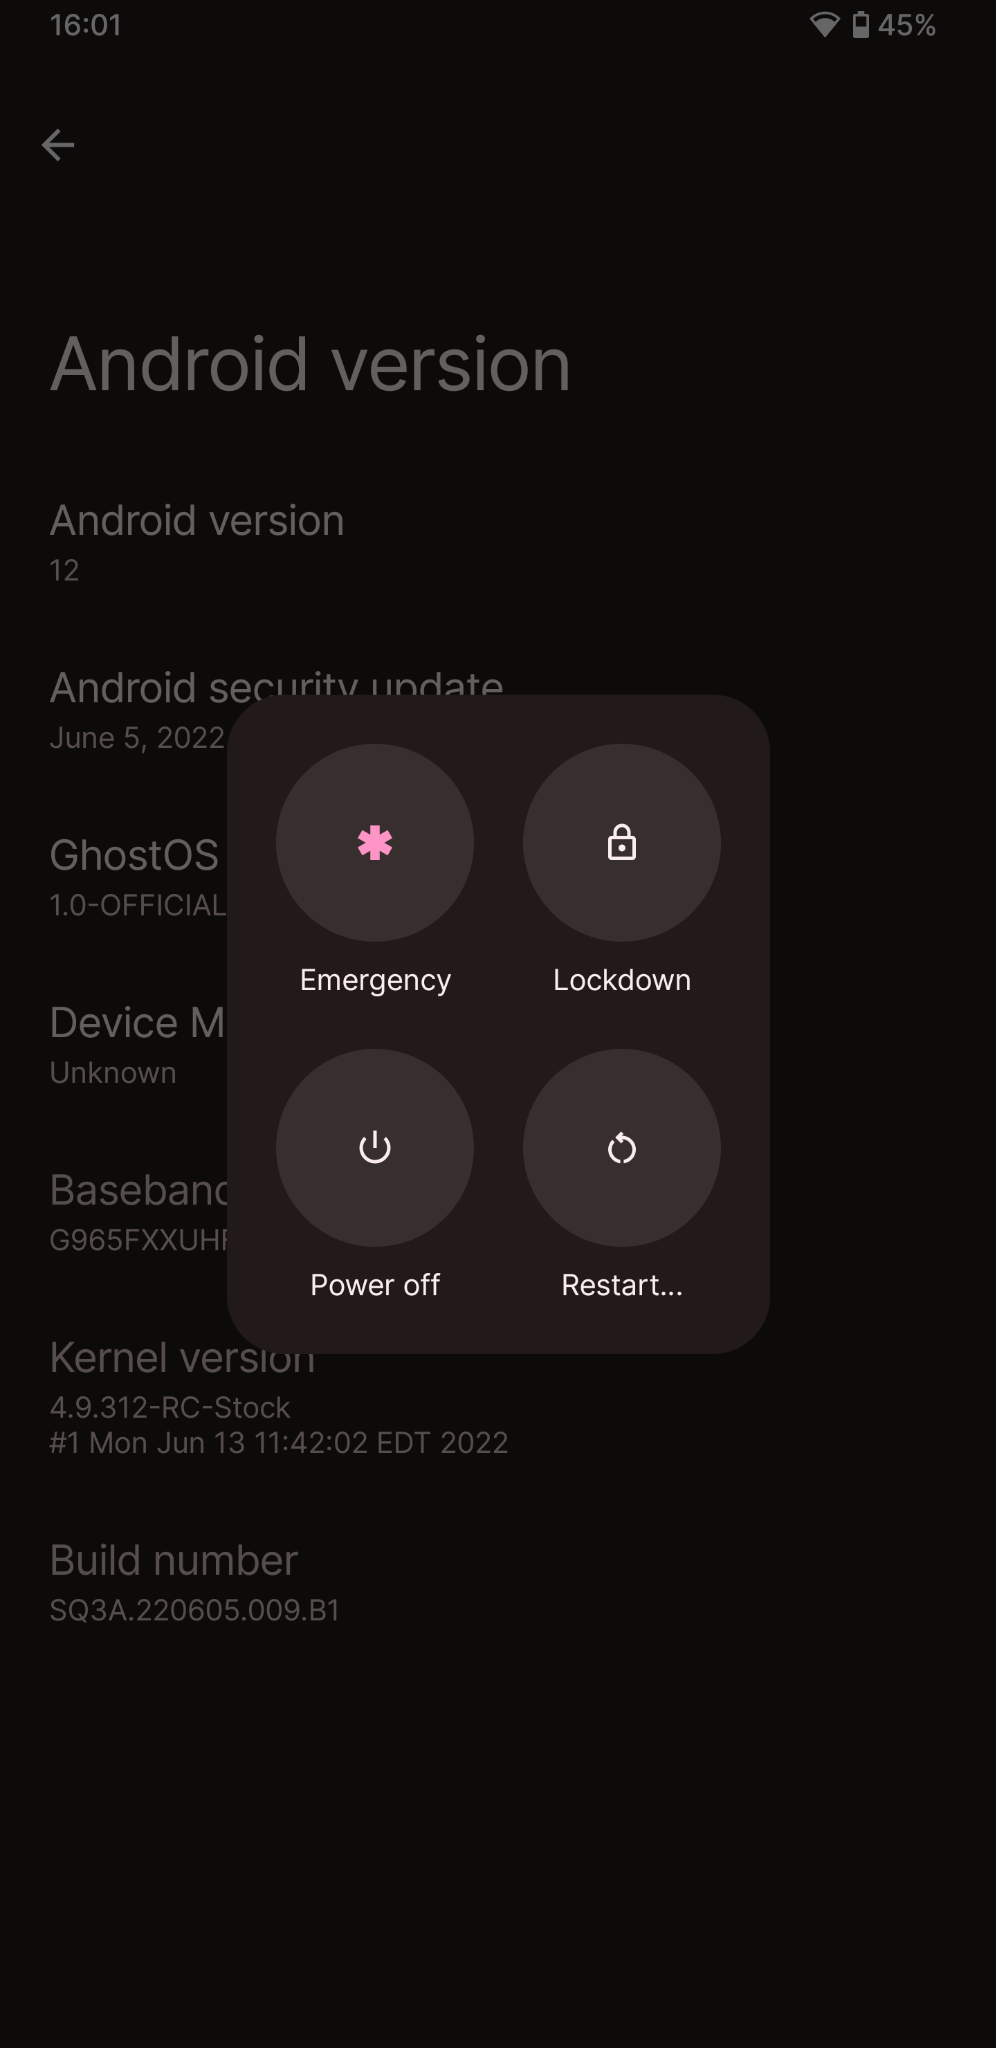 16:01
45%
Android version
Android version
12
Android security update
June 5, 2022
GhostOS
1.0-OFFICIAL
Device M
Unknown
Emergency
Lockdown
Power off
Restart...
Kernel version
4.9.312-RC-Stock
#1 Mon Jun 13 11:42:02 EDT 2022
Build number
SQ3A.220605.009.B1